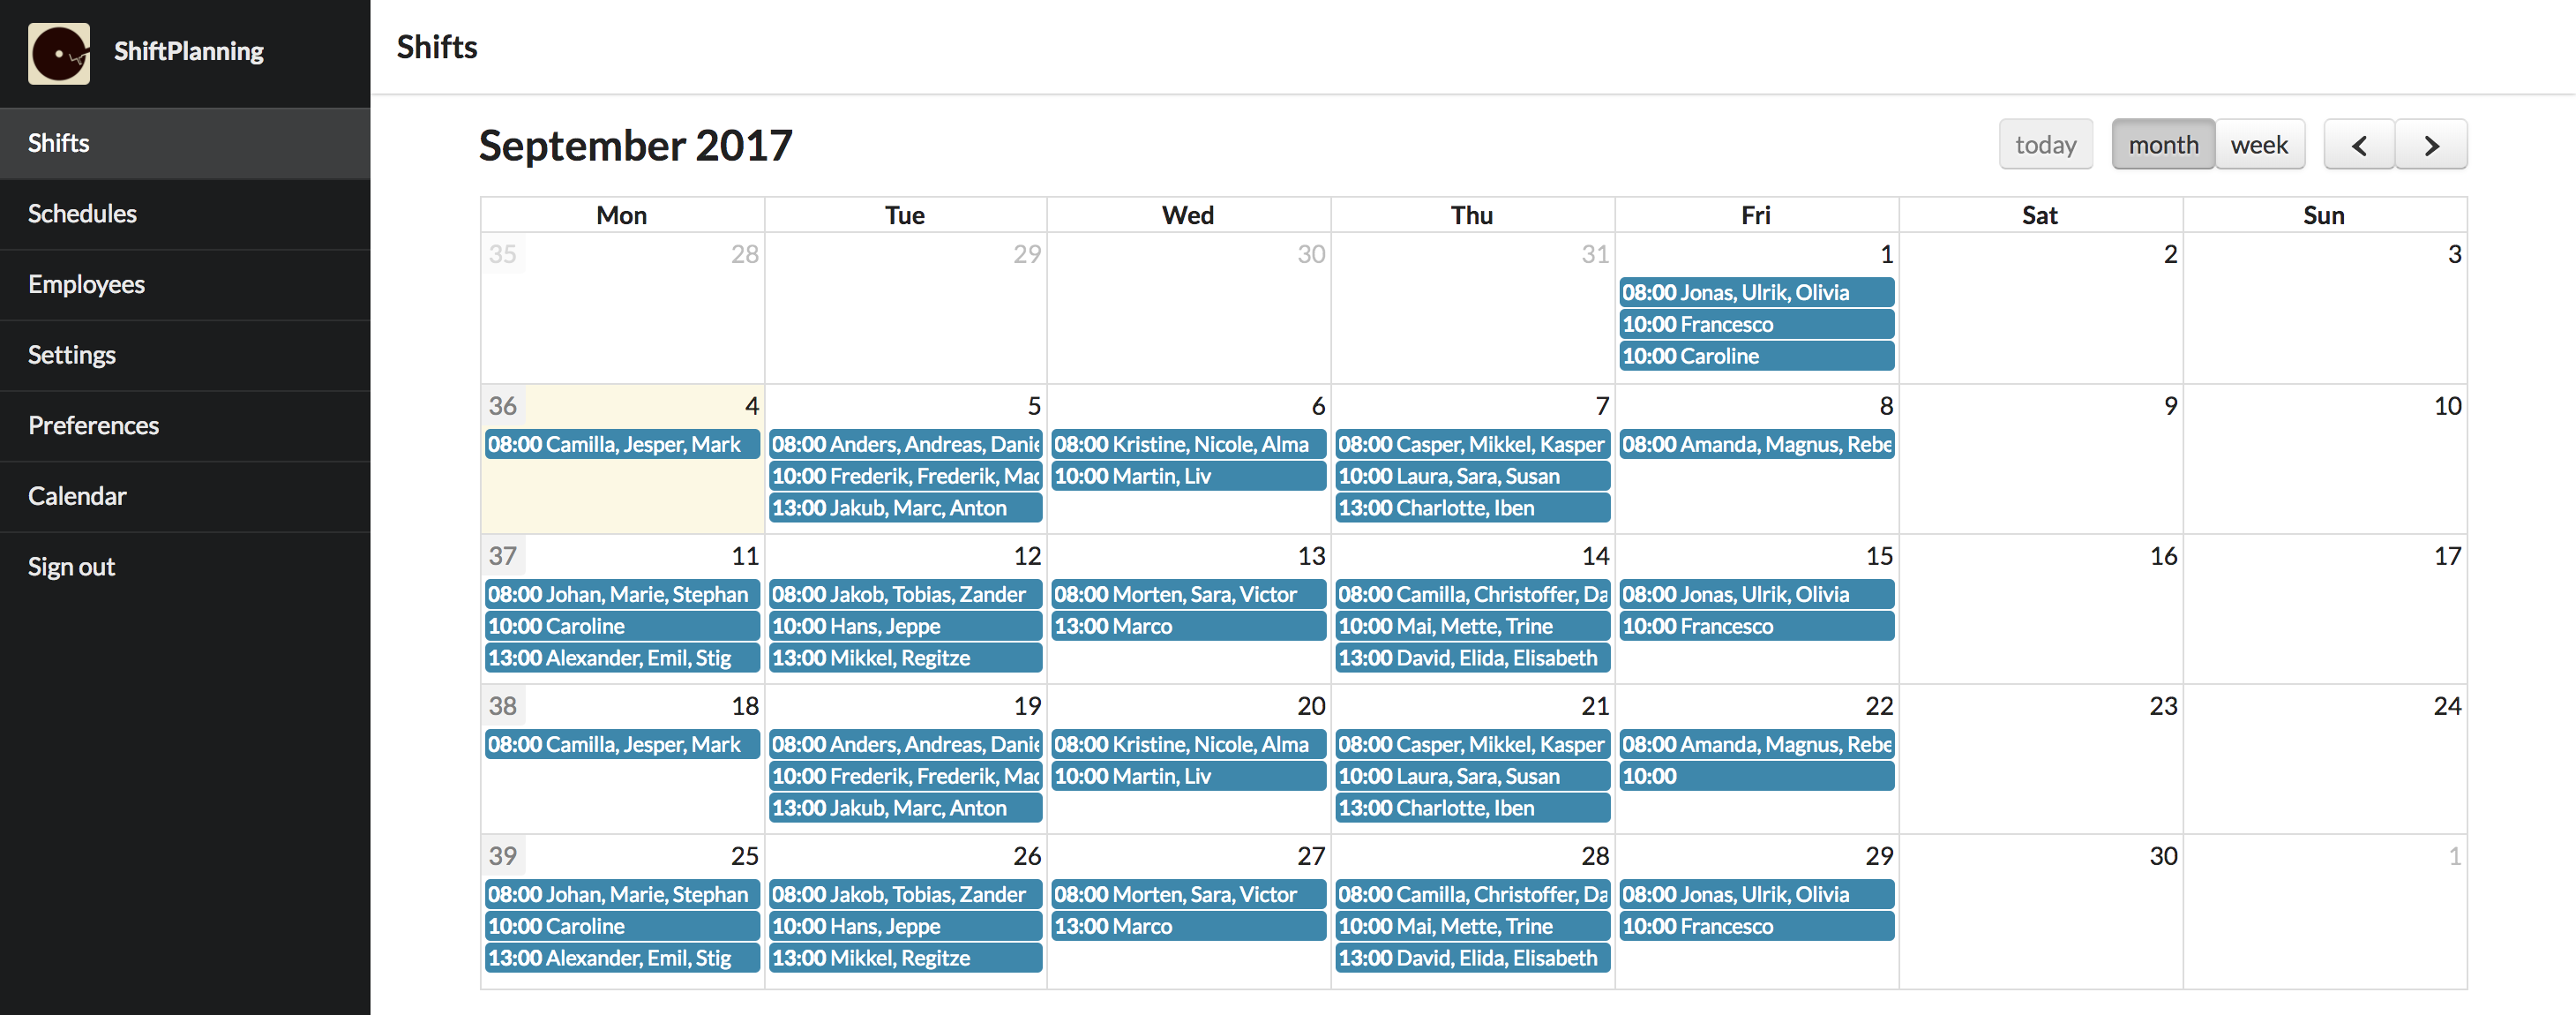 ShiftPlanning
Shifts
Schedules
Employees
Settings
Preferences
Calendar
Sign out
Shifts
September 2017
today month week
Mon Tue Wed Thu Fri Sat Sun
35 28 29 30 31 1 2 3
08:00 Jonas, Ulrik, Olivia
10:00 Francesco
10:00 Caroline
36 4 5 6 7 8 9 10
08:00 Camilla, Jesper, Mark 08:00 Anders, Andreas, Danie 08:00 Kristine, Nicole, Alma 08:00 Casper, Mikkel, Kasper 08:00 Amanda, Magnus, Rebe
10:00 Frederik, Frederik, Mad 10:00 Martin, Liv 10:00 Laura, Sara, Susan
13:00 Jakub, Marc, Anton 13:00 Charlotte, Iben
37 11 12 13 14 15 16 17
08:00 Johan, Marie, Stephan 08:00 Jakob, Tobias, Zander 08:00 Morten, Sara, Victor 08:00 Camilla, Christoffer, Da 08:00 Jonas, Ulrik, Olivia
10:00 Caroline 10:00 Hans, Jeppe 13:00 Marco 10:00 Mai, Mette, Trine 10:00 Francesco
13:00 Alexander, Emil, Stig 13:00 Mikkel, Regitze 13:00 David, Elida, Elisabeth
38 18 19 20 21 22 23 24
08:00 Camilla, Jesper, Mark 08:00 Anders, Andreas, Danie 08:00 Kristine, Nicole, Alma 08:00 Casper, Mikkel, Kasper 08:00 Amanda, Magnus, Rebe
10:00 Frederik, Frederik, Mad 10:00 Martin, Liv 10:00 Laura, Sara, Susan 10:00
13:00 Jakub, Marc, Anton 13:00 Charlotte, Iben
39 25 26 27 28 29 30 1
08:00 Johan, Marie, Stephan 08:00 Jakob, Tobias, Zander 08:00 Morten, Sara, Victor 08:00 Camilla, Christoffer, Da 08:00 Jonas, Ulrik, Olivia
10:00 Caroline 10:00 Hans, Jeppe 13:00 Marco 10:00 Mai, Mette, Trine 10:00 Francesco
13:00 Alexander, Emil, Stig 13:00 Mikkel, Regitze 13:00 David, Elida, Elisabeth